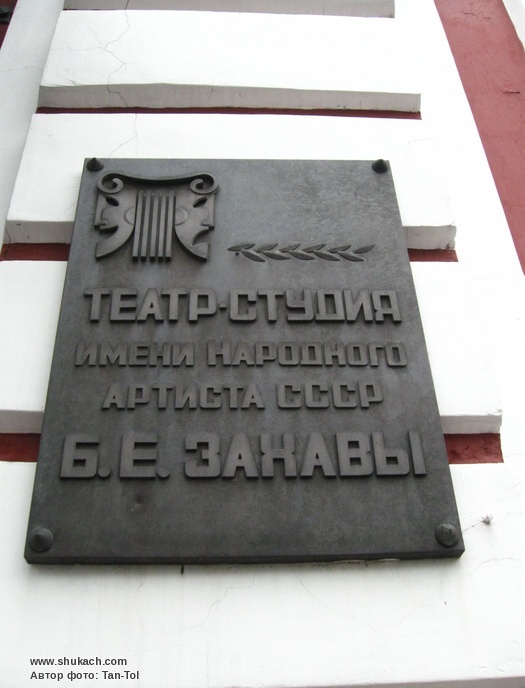 ТЕАТР-СТУДИЯ
ИМЕНИ НАРОДНОГО
АРТИСТА СССР
Б. Е. ЗАХАВЫ
www.shukach.com
Автор фото: Tan-Tol